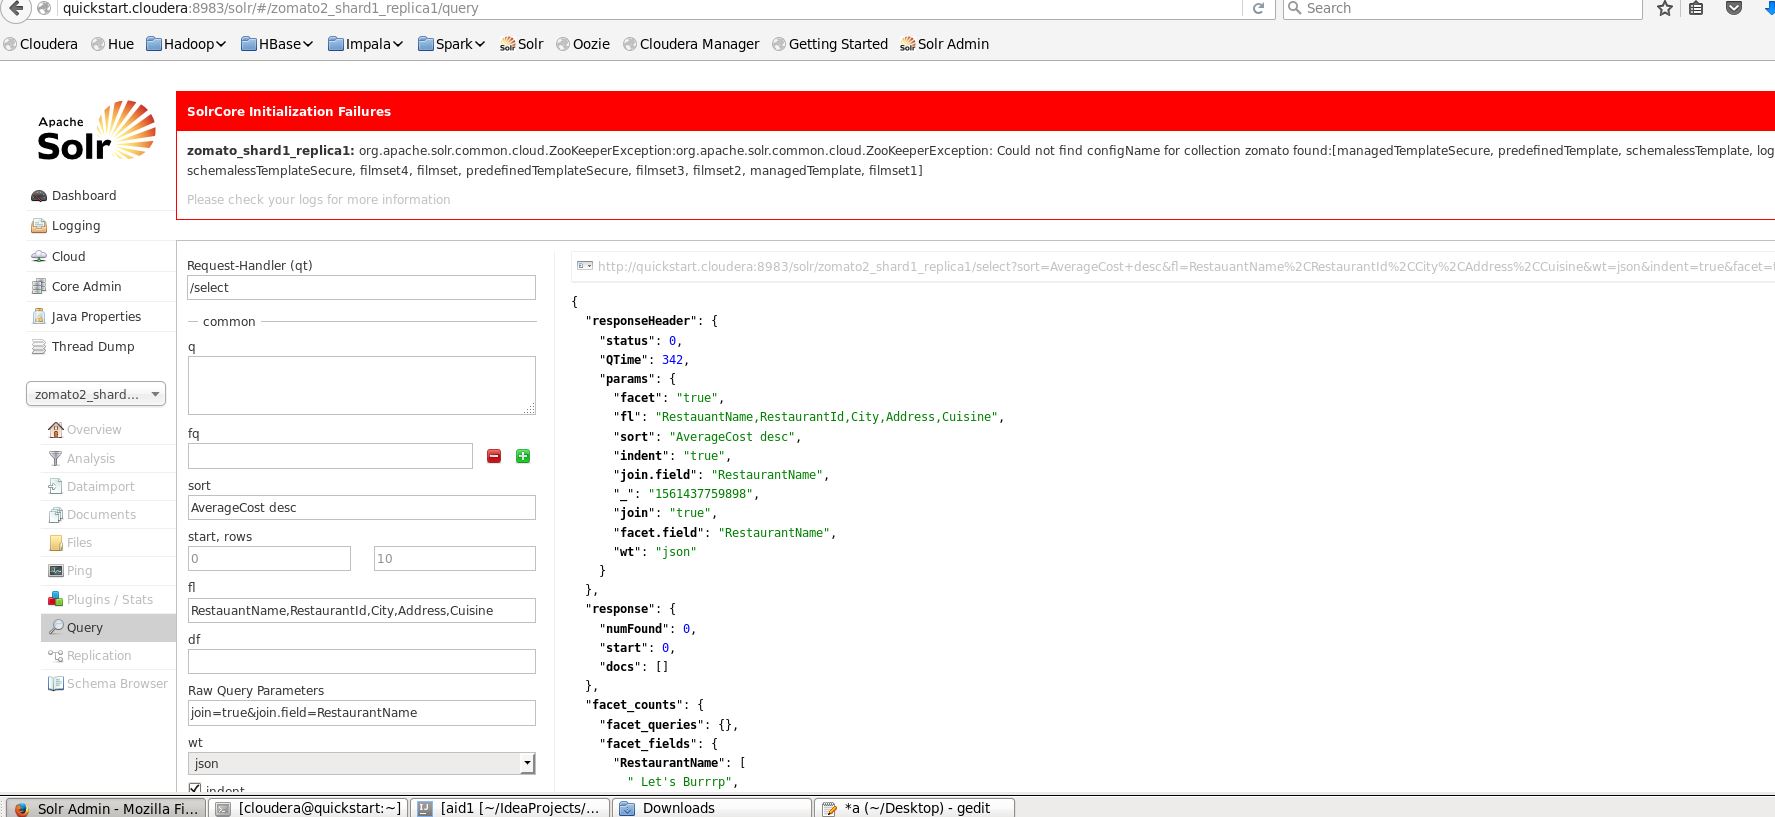 quickstart.cloudera:8983/solr/#/zomato2_shard1_replica1/query
Search
Cloudera
Hue
Hadoop
HBase
Impala
Spark
Solr
Oozie
Cloudera Manager
Getting Started
Solr Admin
Apache
Solr
SolrCore Initialization Failures
zomato_shard1_replica1: org.apache.solr.common.cloud.ZooKeeperException:org.apache.solr.common.cloud.ZooKeeperException: Could not find configName for collection zomato found:[managedTemplateSecure, predefinedTemplate, schemalessTemplate, log
schemalessTemplateSecure, filmset4, filmset, predefinedTemplateSecure, filmset3, filmset2, managedTemplate, filmset1]
Please check your logs for more information
Dashboard
Logging
Cloud
Core Admin
Java Properties
Thread Dump
zomato2_shard...
Overview
Analysis
Dataimport
Documents
Files
Ping
Plugins / Stats
Query
Replication
Schema Browser
Request-Handler (qt)
/select
common
q
fq
sort
AverageCost desc
start, rows
0
10
fl
RestauantName,RestaurantId,City,Address,Cuisine
df
Raw Query Parameters
join=true&join.field=RestaurantName
wt
json
indent
http://quickstart.cloudera:8983/solr/zomato2_shard1_replica1/select?sort=AverageCost+desc&fl=RestauantName%2CRestaurantId%2CCity%2CAddress%2CCuisine&wt=json&indent=true&facet=t
{
"responseHeader": {
"status": 0,
"QTime": 342,
"params": {
"facet": "true",
"fl": "RestauantName,RestaurantId,City,Address,Cuisine",
"sort": "AverageCost desc",
"indent": "true",
"join.field": "RestaurantName",
"_": "1561437759898",
"join": "true",
"facet.field": "RestaurantName",
"wt": "json"
}
},
"response": {
"numFound": 0,
"start": 0,
"docs": []
},
"facet_counts": {
"facet_queries": {},
"facet_fields": {
"RestaurantName": [
" Let's Burrrp",
Solr Admin - Mozilla Fi...
[cloudera@quickstart:~]
[aid1 [~/IdeaProjects/...
Downloads
*a (~/Desktop) - gedit